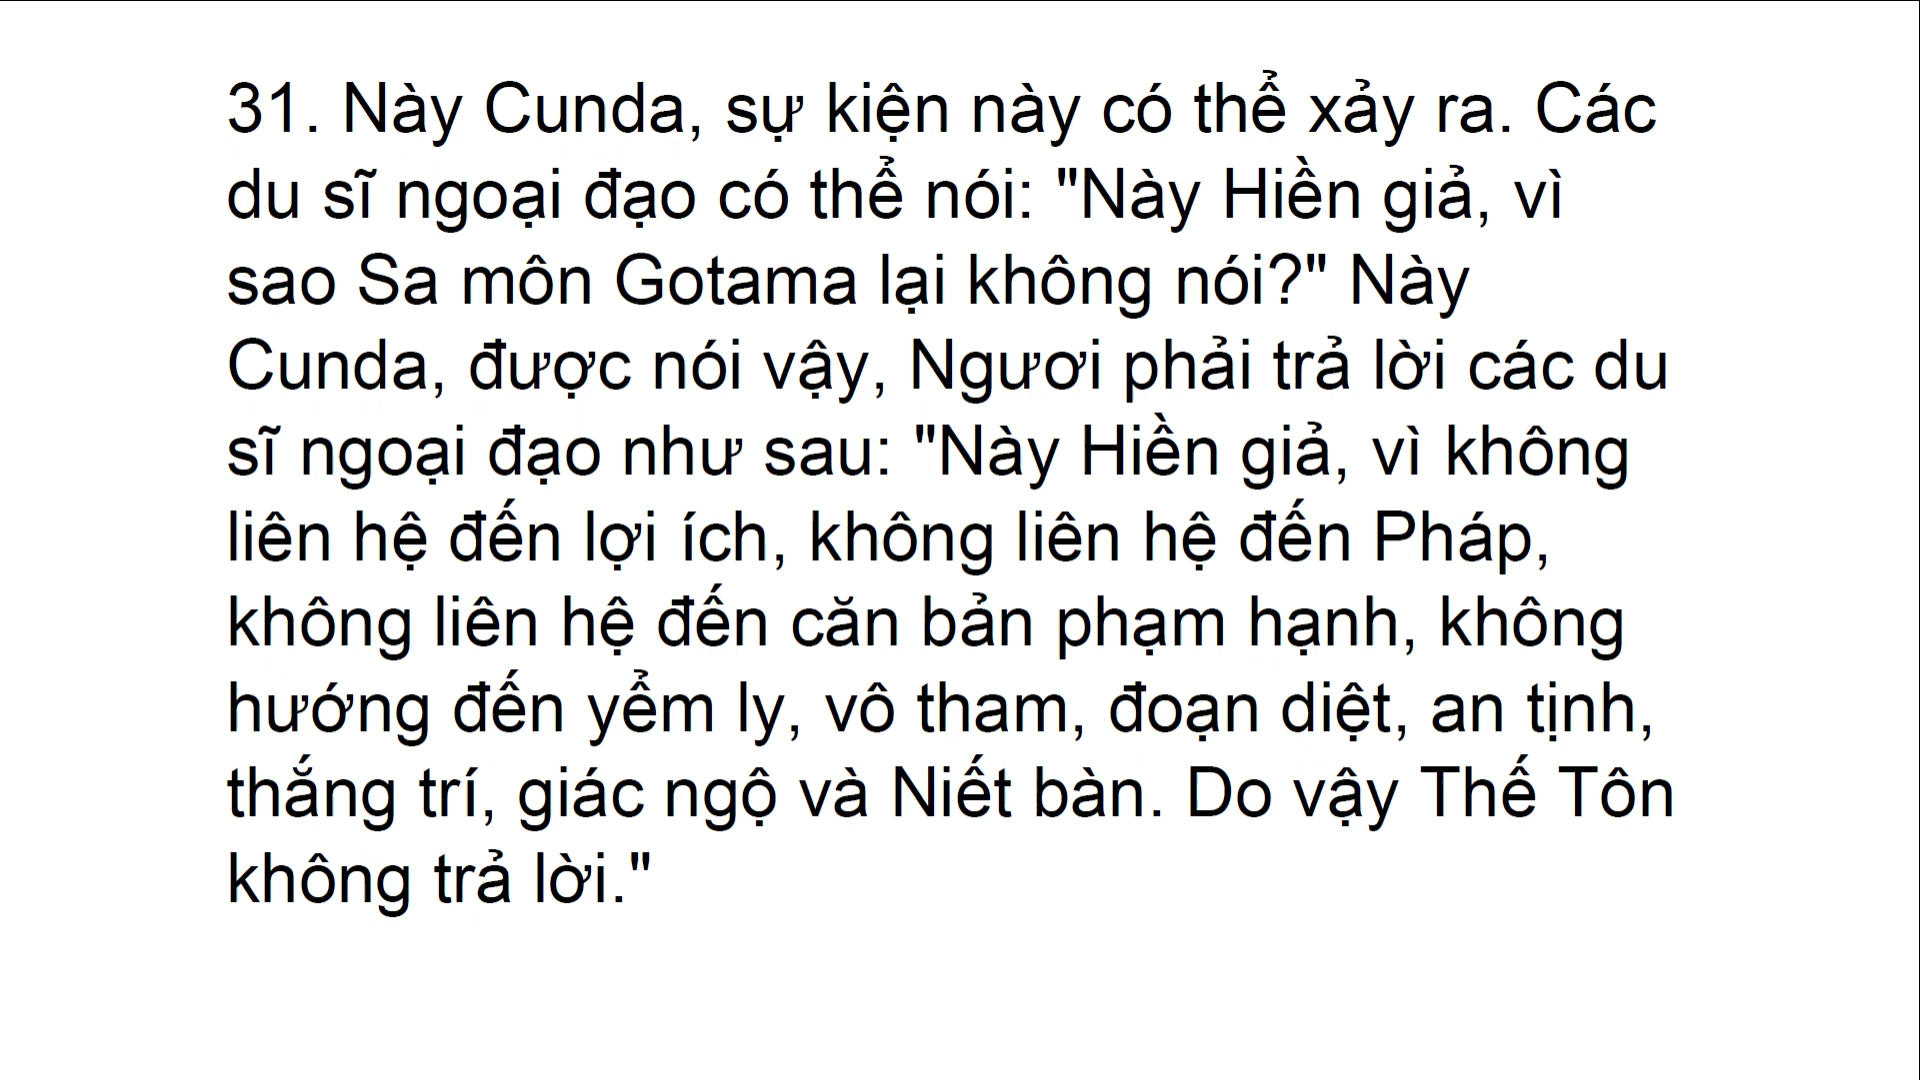 31. Này Cunda, sự kiện này có thể xảy ra. Các
du sĩ ngoại đạo có thể nói: "Này Hiền giả, vì
sao Sa môn Gotama lại không nói?" Này
Cunda, được nói vậy, Ngươi phải trả lời các du
sĩ ngoại đạo như sau: "Này Hiền giả, vì không
liên hệ đến lợi ích, không liên hệ đến Pháp,
không liên hệ đến căn bản phạm hạnh, không
hướng đến yểm ly, vô tham, đoạn diệt, an tịnh,
thắng trí, giác ngộ và Niết bàn. Do vậy Thế Tôn
không trả lời."